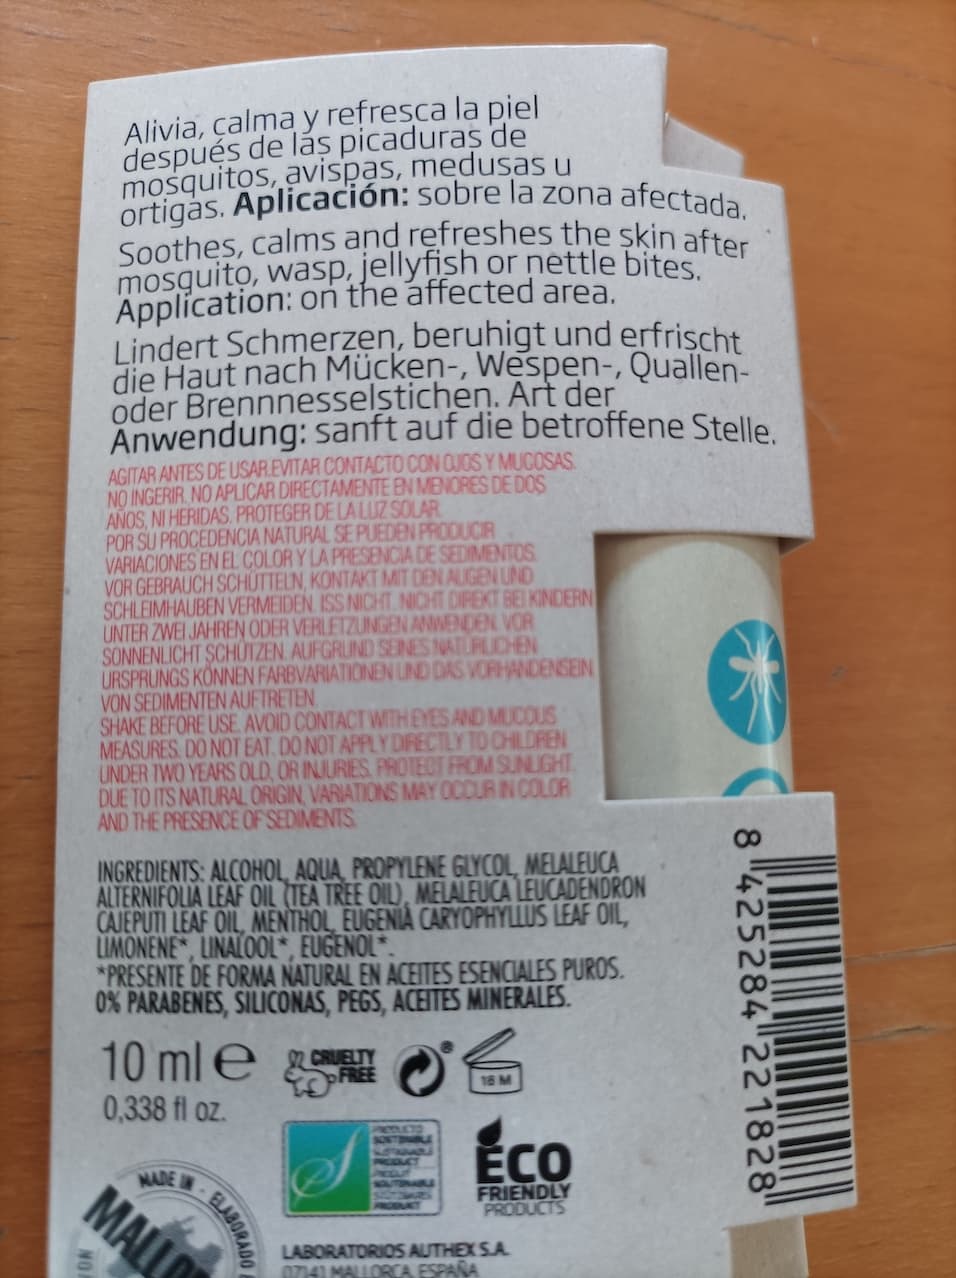 Alivia, calma y refresca la piel
después de las picaduras de
mosquitos, avispas, medusas u
ortigas. Aplicación: sobre la zona afectada.
Soothes, calms and refreshes the skin after
mosquito, wasp, jellyfish or nettle bites.
Application: on the affected area.
Lindert Schmerzen, beruhigt und erfrischt
die Haut nach Mücken-, Wespen-, Quallen-
oder Brennnesselstichen. Art der
Anwendung: sanft auf die betroffene Stelle.
AGITAR ANTES DE USAR.EVITAR CONTACTO CON OJOS Y MUCOSAS.
NO INGERIR. NO APLICAR DIRECTAMENTE EN MENORES DE DOS
AÑOS, NI HERIDAS. PROTEGER DE LA LUZ SOLAR.
POR SU PROCEDENCIA NATURAL SE PUEDEN PRODUCIR
VARIACIONES EN EL COLOR Y LA PRESENCIA DE SEDIMENTOS.
VOR GEBRAUCH SCHÜTTELN, KONTAKT MIT DEN AUGEN UND
SCHLEIMHAUBEN VERMEIDEN. ISS NICHT. NICHT DIREKT BEI KINDERN
UNTER ZWEI JAHREN ODER VERLETZUNGEN ANWENDEN. VOR
SONNENLICHT SCHÜTZEN. AUFGRUND SEINES NATÜRLICHEN
URSPRUNGS KÖNNEN FARBVARIATIONEN UND DAS VORHANDENSEIN
VON SEDIMENTEN AUFTRETEN.
SHAKE BEFORE USE. AVOID CONTACT WITH EYES AND MUCOUS
MEASURES. DO NOT EAT. DO NOT APPLY DIRECTLY TO CHILDREN
UNDER TWO YEARS OLD, OR INJURIES. PROTECT FROM SUNLIGHT.
DUE TO ITS NATURAL ORIGIN, VARIATIONS MAY OCCUR IN COLOR
AND THE PRESENCE OF SEDIMENTS.
INGREDIENTS: ALCOHOL, AQUA, PROPYLENE GLYCOL, MELALEUCA
ALTERNIFOLIA LEAF OIL (TEA TREE OIL), MELALEUCA LEUCADENDRON
CAJEPUTI LEAF OIL, MENTHOL, EUGENIA CARYOPHYLLUS LEAF OIL,
LIMONENE*, LINALOOL*, EUGENOL*.
*PRESENTE DE FORMA NATURAL EN ACEITES ESENCIALES PUROS.
0% PARABENES, SILICONAS, PEGS, ACEITES MINERALES.
10 ml e
0,338 fl oz.
CRUELTY
FREE
®
18 M
PRODUCTO
SOSTENIBLE
SUSTAINABLE
PRODUCT
PRODUIT
SOUTENABLE
PRODUKT
ECO
FRIENDLY
PRODUCTS
MADE IN - ELABORADO
MALLOR
LABORATORIOS AUTHEX S.A.
07141 MALLORCA. ESPAÑA
8 425284 221828